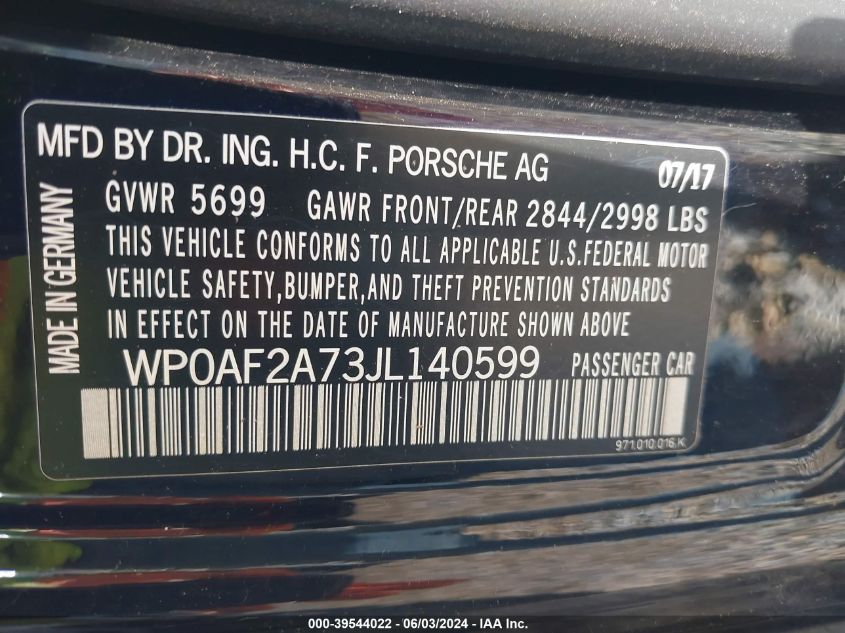 MFD BY DR. ING. H.C. F. PORSCHE AG 07/17
GVWR 5699 GAWR FRONT/REAR 2844/2998 LBS
THIS VEHICLE CONFORMS TO ALL APPLICABLE U.S.FEDERAL MOTOR
VEHICLE SAFETY,BUMPER,AND THEFT PREVENTION STANDARDS
IN EFFECT ON THE DATE OF MANUFACTURE SHOWN ABOVE
WP0AF2A73JL140599 PASSENGER CAR
971.010.016.K
MADE IN GERMANY
000-39544022 - 06/03/2024 - IAAI.com